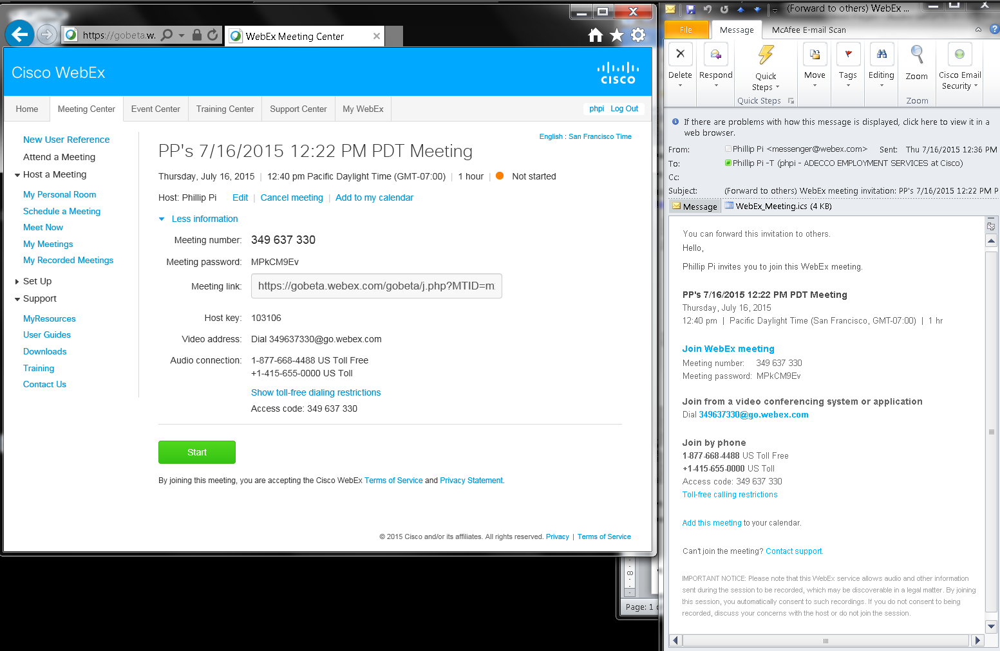 https://gobeta.w.
WebEx Meeting Center
Cisco WebEx
CISCO
Home
Meeting Center
Event Center
Training Center
Support Center
My WebEx
phpi Log Out
New User Reference
Attend a Meeting
Host a Meeting
My Personal Room
Schedule a Meeting
Meet Now
My Meetings
My Recorded Meetings
Set Up
Support
MyResources
User Guides
Downloads
Training
Contact Us
English : San Francisco Time
PP's 7/16/2015 12:22 PM PDT Meeting
Thursday, July 16, 2015 | 12:40 pm Pacific Daylight Time (GMT-07:00) | 1 hour | Not started
Host: Phillip Pi Edit | Cancel meeting | Add to my calendar
Less information
Meeting number: 349 637 330
Meeting password: MPkCM9Ev
Meeting link: https://gobeta.webex.com/gobeta/j.php?MTID=m
Host key: 103106
Video address: Dial 349637330@go.webex.com
Audio connection: 1-877-668-4488 US Toll Free
+1-415-655-0000 US Toll
Show toll-free dialing restrictions
Access code: 349 637 330
Start
By joining this meeting, you are accepting the Cisco WebEx Terms of Service and Privacy Statement.
© 2015 Cisco and/or its affiliates. All rights reserved. Privacy | Terms of Service
8
Page: 1
(Forward to others) WebEx ...
File
Message
McAfee E-mail Scan
Delete
Respond
Quick Steps
Move
Tags
Editing
Zoom
Cisco Email Security
Quick Steps
Zoom
If there are problems with how this message is displayed, click here to view it in a
web browser.
From: Phillip Pi <messenger@webex.com> Sent: Thu 7/16/2015 12:36 PM
To: Phillip Pi -T (phpi - ADECCO EMPLOYMENT SERVICES at Cisco)
Cc:
Subject: (Forward to others) WebEx meeting invitation: PP's 7/16/2015 12:22 PM P
Message WebEx_Meeting.ics (4 KB)
You can forward this invitation to others.
Hello,
Phillip Pi invites you to join this WebEx meeting.
PP's 7/16/2015 12:22 PM PDT Meeting
Thursday, July 16, 2015
12:40 pm | Pacific Daylight Time (San Francisco, GMT-07:00) | 1 hr
Join WebEx meeting
Meeting number: 349 637 330
Meeting password: MPkCM9Ev
Join from a video conferencing system or application
Dial 349637330@go.webex.com
Join by phone
1-877-668-4488 US Toll Free
+1-415-655-0000 US Toll
Access code: 349 637 330
Toll-free calling restrictions
Add this meeting to your calendar.
Can't join the meeting? Contact support.
IMPORTANT NOTICE: Please note that this WebEx service allows audio and other information
sent during the session to be recorded, which may be discoverable in a legal matter. By joining
this session, you automatically consent to such recordings. If you do not consent to being
recorded, discuss your concerns with the host or do not join the session.